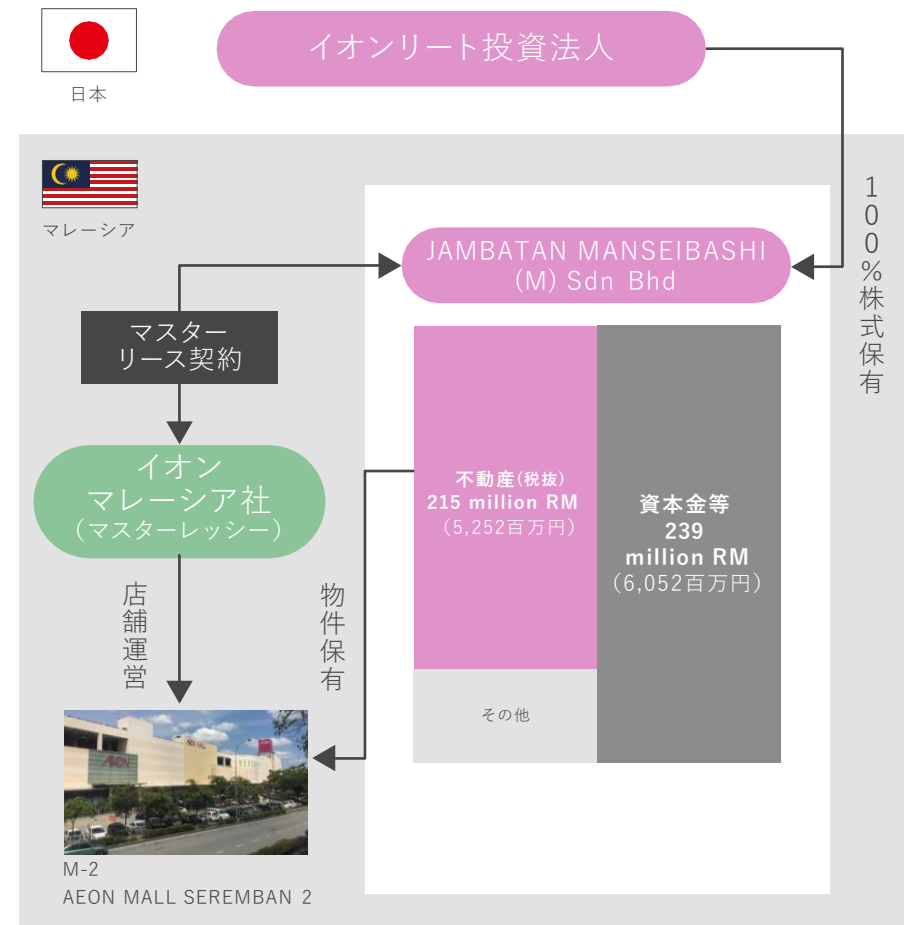 イオンリート投資法人
日本
マレーシア
100%株式保有
JAMBATAN MANSEIBASHI
(M) Sdn Bhd
マスター
リース契約
イオン
マレーシア社
(マスターレッシー)
不動産(税抜)
215 million RM
(5,252百万円)
資本金等
239
million RM
(6,052百万円)
その他
店舗運営
物件保有
AEON
AEON MALL
M-2
AEON MALL SEREMBAN 2